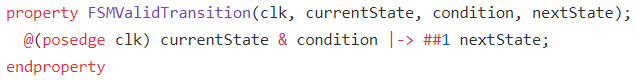 property FSMValidTransition(clk, currentState, condition, nextState);
  @(posedge clk) currentState & condition |-> ##1 nextState;
endproperty